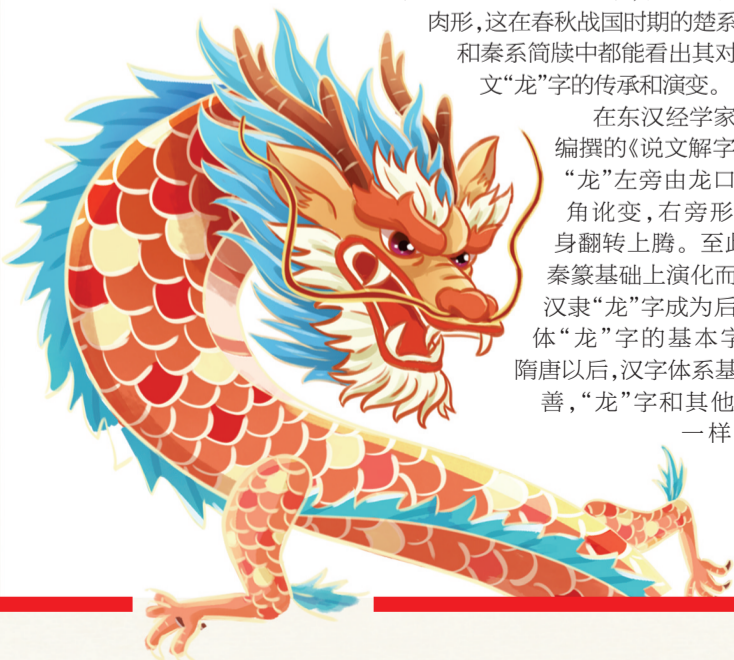 肉形,这在春秋战国时期的楚系
和秦系简牍中都能看出其对
文“龙”字的传承和演变。
在东汉经学家
编撰的《说文解字
“龙”左旁由龙口
角讹变,右旁形
身翻转上腾。至此
秦篆基础上演化而
汉隶“龙”字成为后
体“龙”字的基本字
隋唐以后,汉字体系基
善,“龙”字和其他
一样